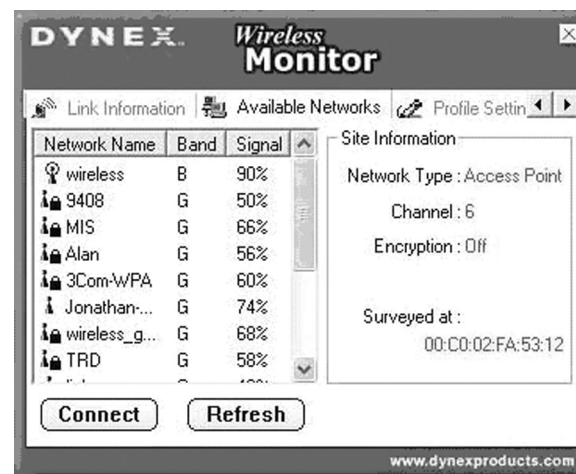 DYNEX™ Wireless Monitor
Link Information Available Networks Profile Settin
Network Name Band Signal
wireless B 90%
9408 G 50%
MIS G 66%
Alan G 56%
3Com-WPA G 60%
Jonathan-... G 74%
wireless_g... G 68%
TRD G 58%
Site Information
Network Type : Access Point
Channel : 6
Encryption : Off
Surveyed at :
00:C0:02:FA:53:12
Connect Refresh
www.dynexproducts.com